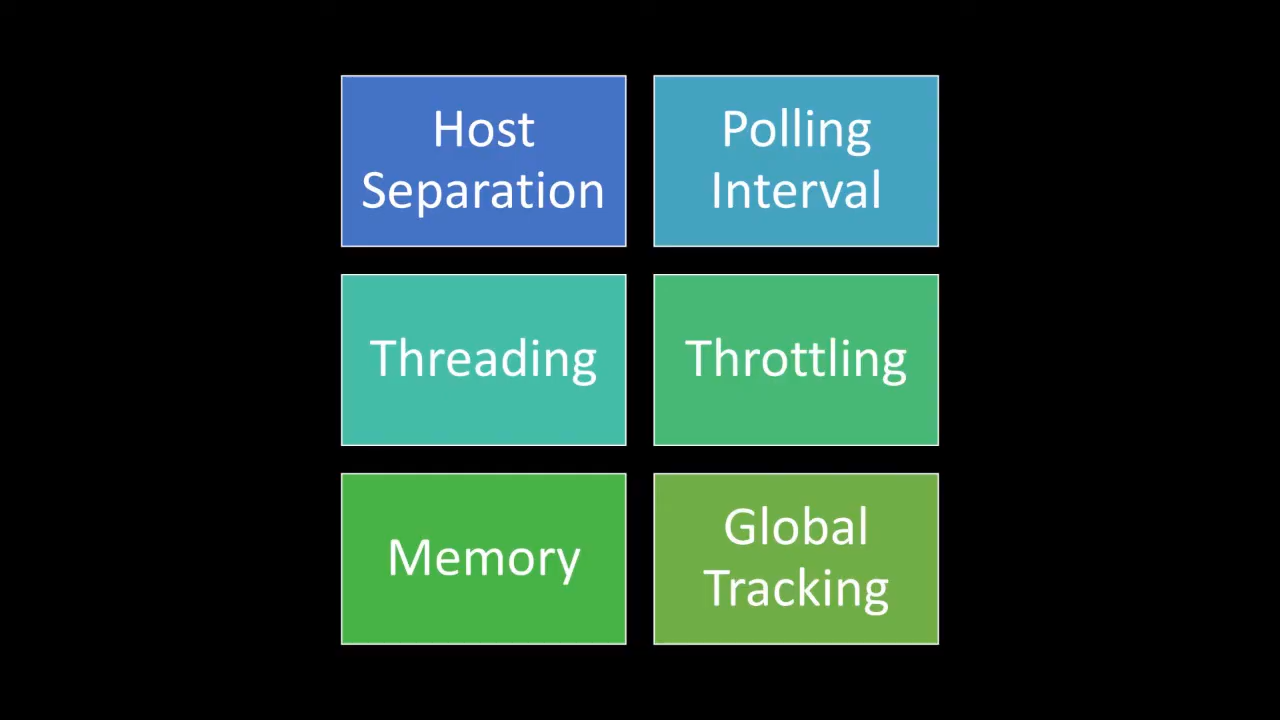 Host
Separation
Polling
Interval
Threading
Throttling
Memory
Global
Tracking